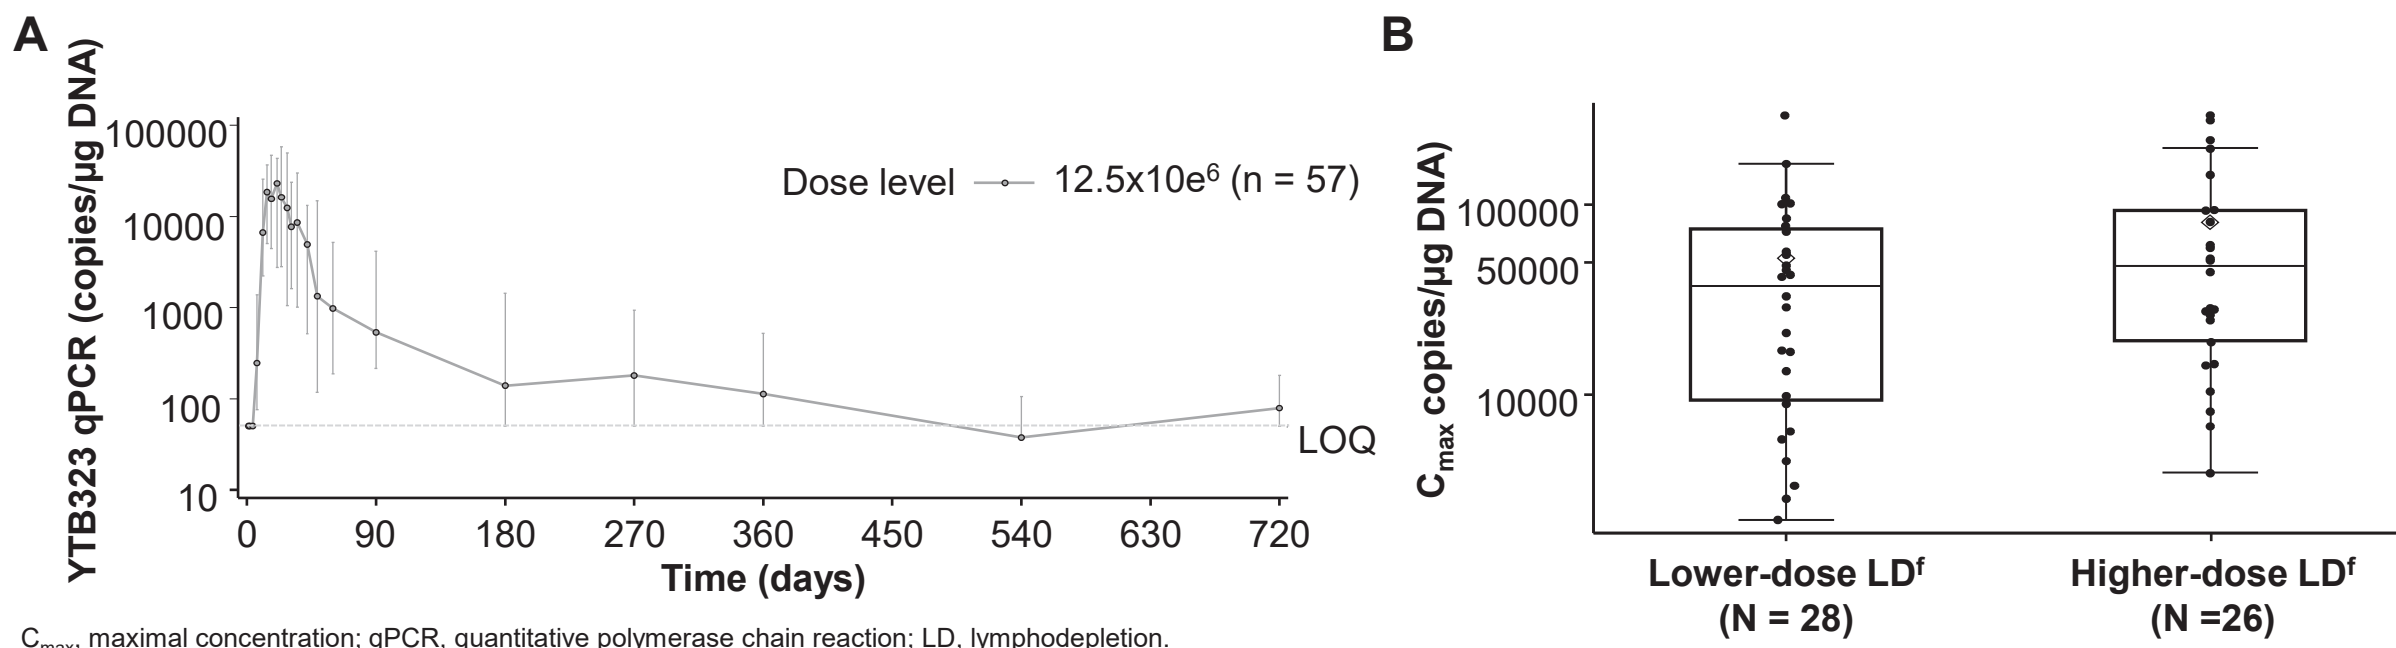 A
YTB323 qPCR (copies/µg DNA)
100000
10000
1000
100
10
Dose level 12.5x10e⁶ (n = 57)
LOQ
0 90 180 270 360 450 540 630 720
Time (days)
B
Cmax copies/µg DNA)
100000
50000
10000
Lower-dose LDᶠ
(N = 28)
Higher-dose LDᶠ
(N =26)
Cmax, maximal concentration; qPCR, quantitative polymerase chain reaction; LD, lymphodepletion.